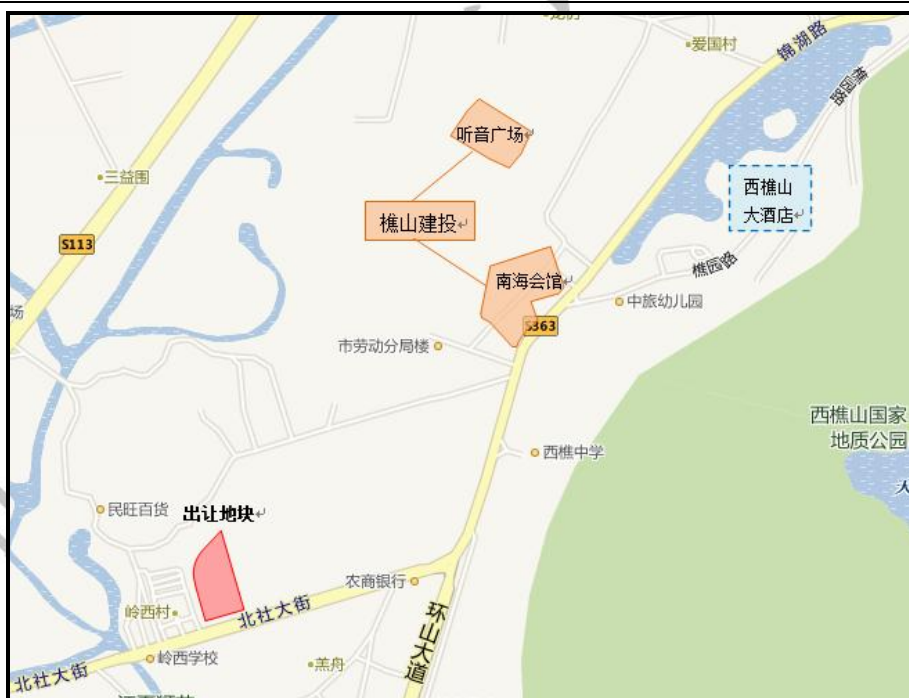 爱国村
锦湖路
樵园路
听音广场
三益围
西樵山
大酒店
樵山建投
S113
樵园路
南海会馆
中旅幼儿园
场
S363
市劳动分局楼
西樵山国家
地质公园
西樵中学
民旺百货
出让地块
农商银行
岭西村
北社大街
环山大道
岭西学校
羔舟
北社大街